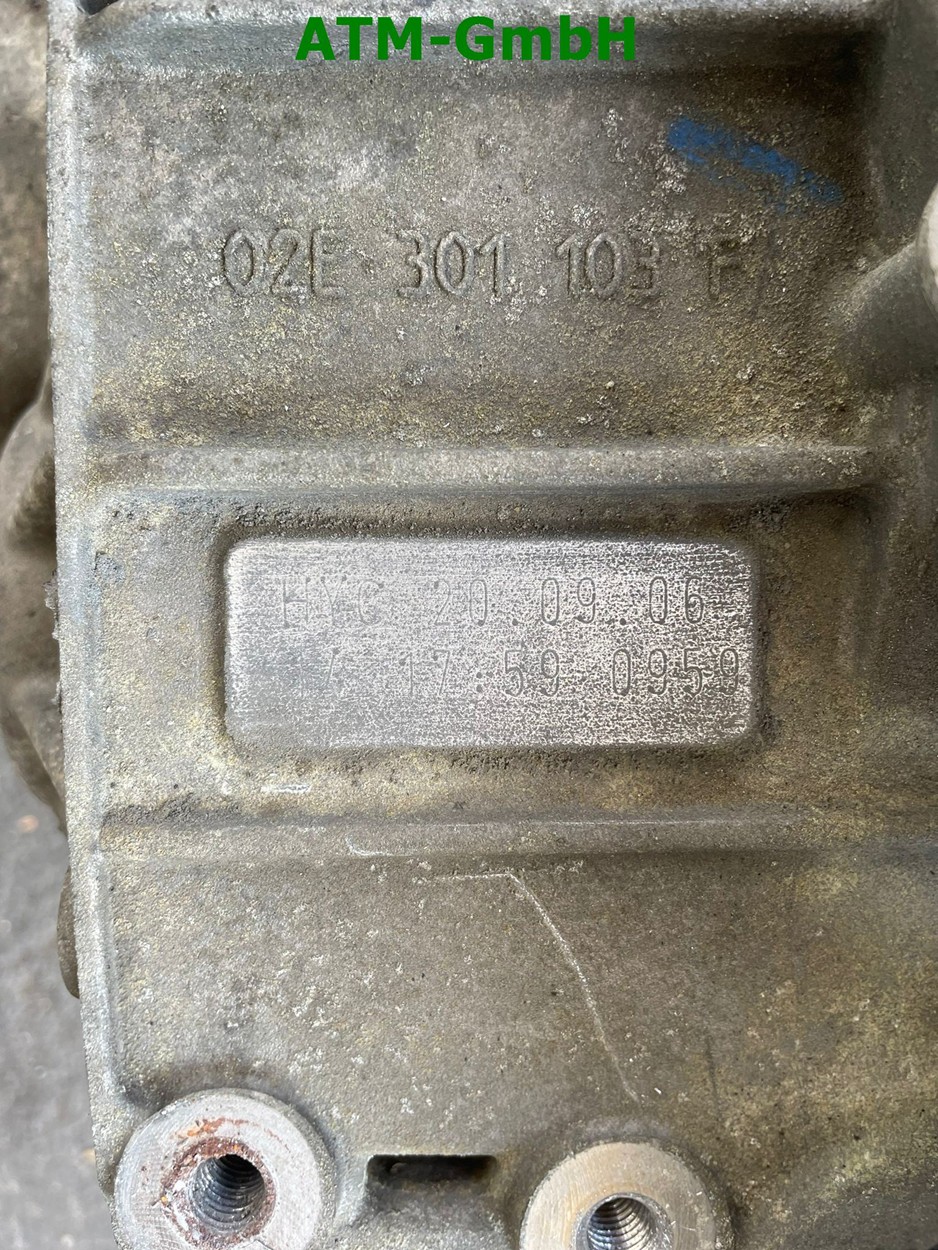 ATM-GmbH
02E 301 103 F
HYC 20.09.06
17:59 0959